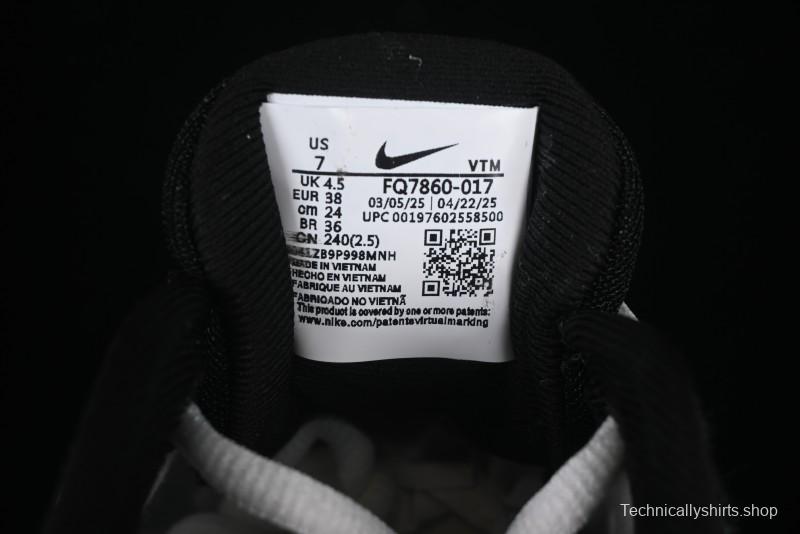 US
7
VTM
UK 4.5
EUR 38
cm 24
BR 36
CN 240(2.5)
FQ7860-017
03/05/25 | 04/22/25
UPC 00197602558500
041ZB9P998MNH
MADE IN VIETNAM
HECHO EN VIETNAM
FABRIQUE AU VIETNAM
FABRIQADO NO VIETNÃ
This product is covered by one or more patents:
www.nike.com/patentsvirtualmarking
Technicallyshirts.shop